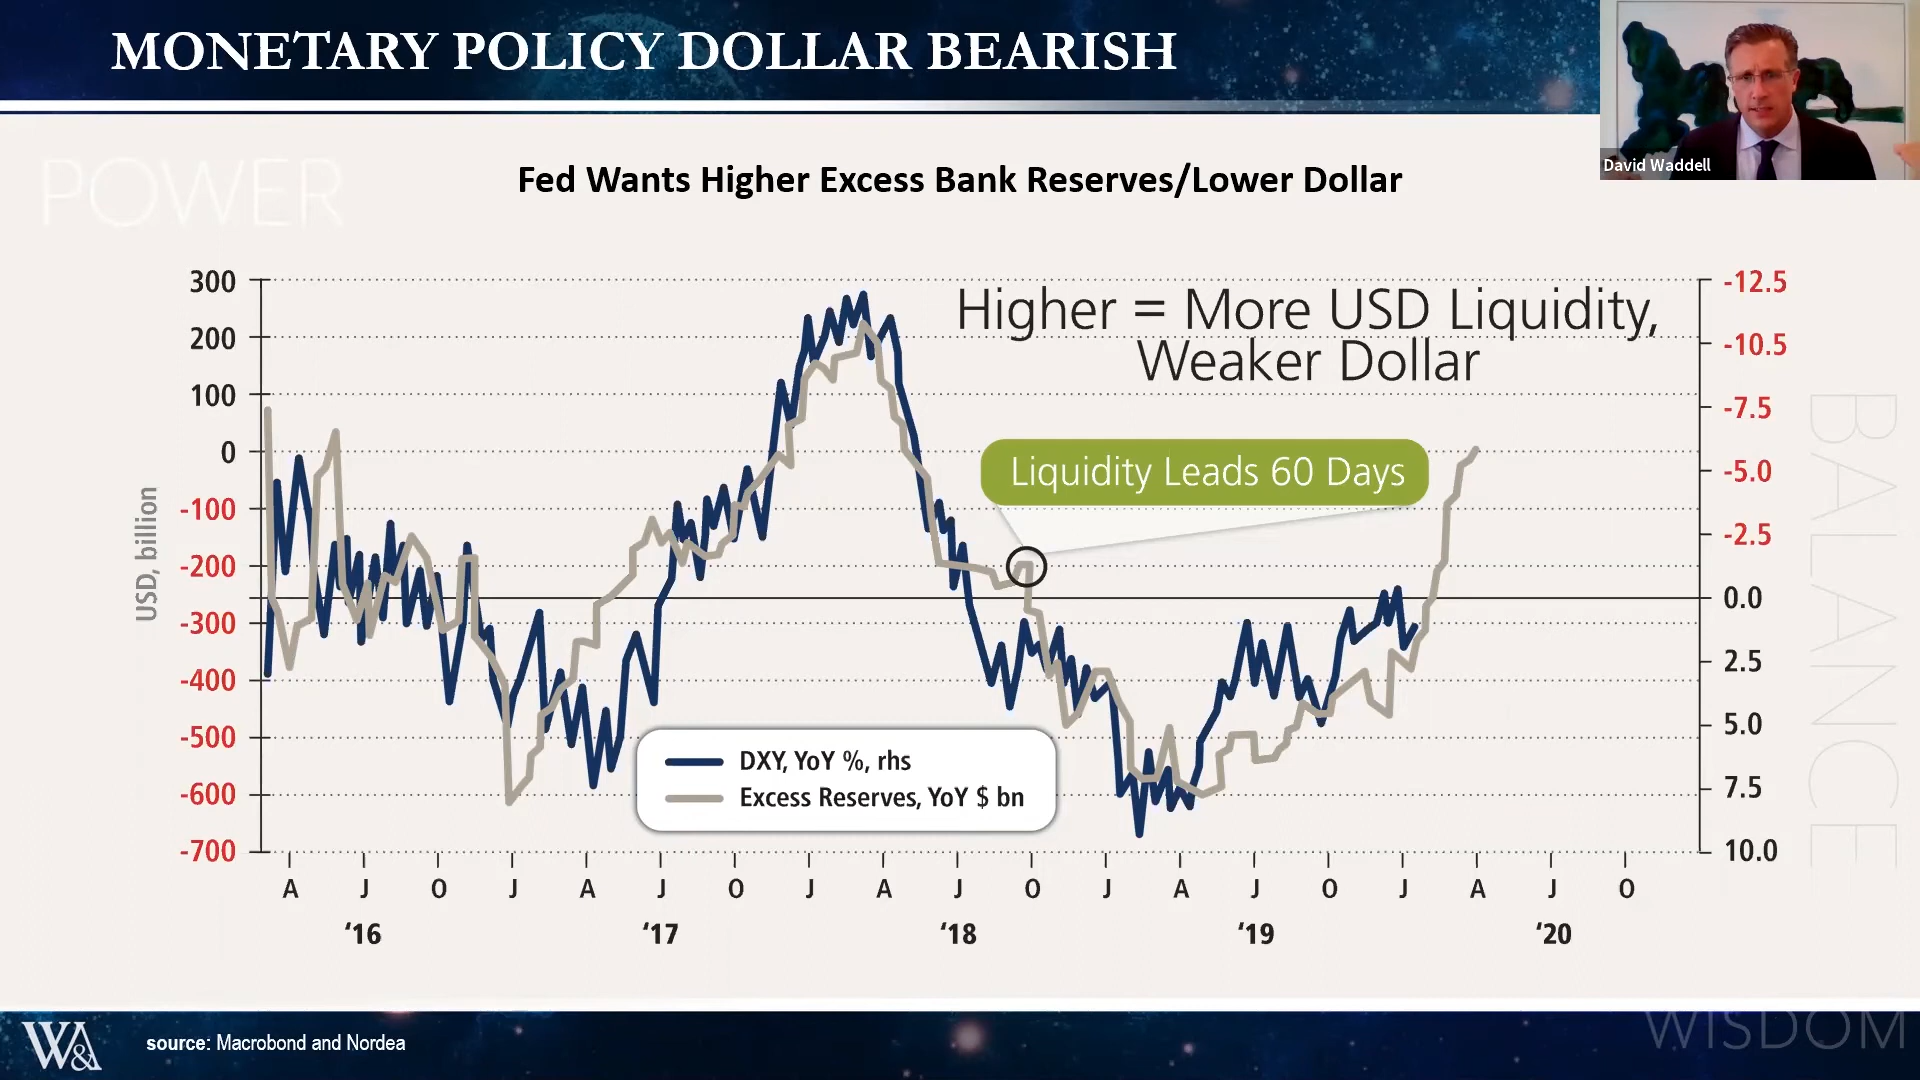 MONETARY POLICY DOLLAR BEARISH
David Waddell
POWER
Fed Wants Higher Excess Bank Reserves/Lower Dollar
Higher = More USD Liquidity,
Weaker Dollar
Liquidity Leads 60 Days
USD, billion
300
200
100
0
-100
-200
-300
-400
-500
-600
-700
-12.5
-10.5
-7.5
-5.0
-2.5
0.0
2.5
5.0
7.5
10.0
BALANCE
DXY, YoY %, rhs
Excess Reserves, YoY $ bn
A J O J A J O J A J O J A J O J A J O
‘16 ‘17 ‘18 ‘19 ‘20
W&A
source: Macrobond and Nordea
WISDOM